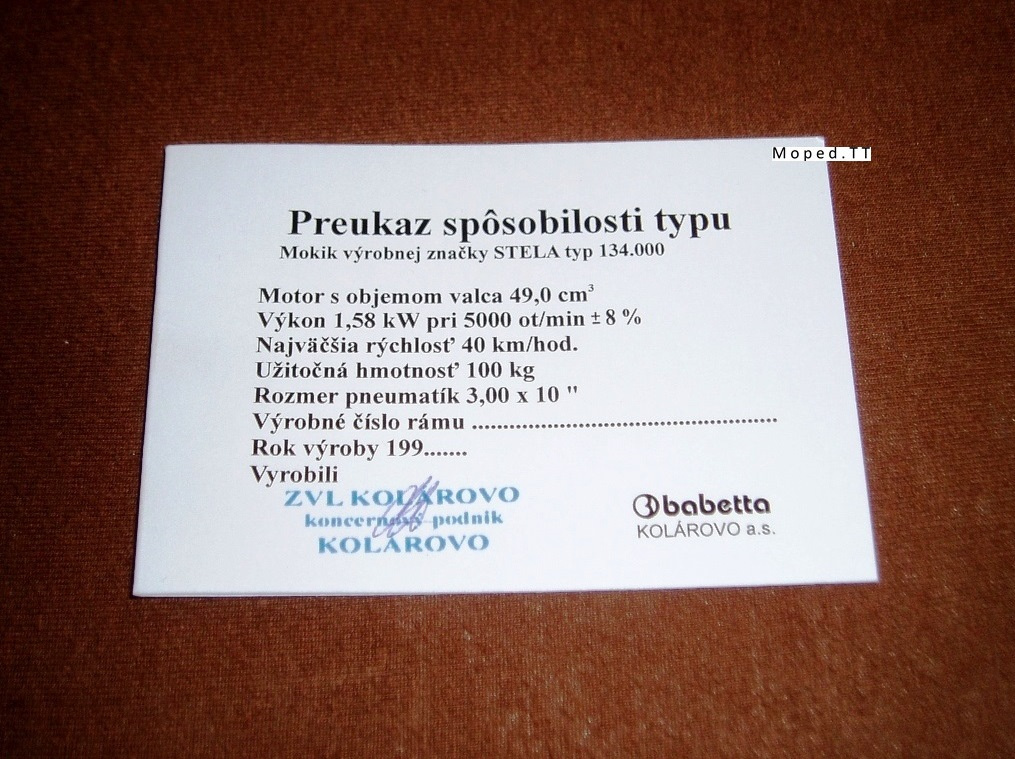 Moped.TT
Preukaz spôsobilosti typu
Mokik výrobnej značky STELA typ 134.000
Motor s objemom valca 49,0 cm³
Výkon 1,58 kW pri 5000 ot/min ± 8 %
Najväčšia rýchlosť 40 km/hod.
Užitočná hmotnosť 100 kg
Rozmer pneumatík 3,00 x 10 "
Výrobné číslo rámu ........................................................
Rok výroby 199.......
Vyrobili
ZVL KOLÁROVO
koncernový podnik
KOLÁROVO
babetta
KOLÁROVO a.s.